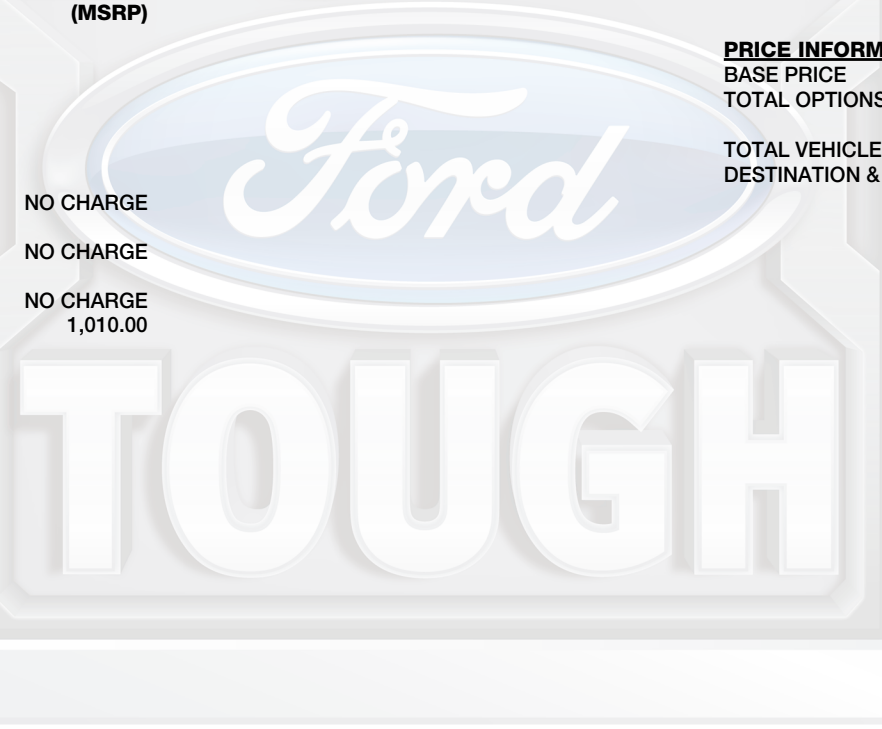 (MSRP)
NO CHARGE
NO CHARGE
NO CHARGE
1,010.00
PRICE INFORM
BASE PRICE
TOTAL OPTIONS
TOTAL VEHICLE
DESTINATION &
Ford
TOUGH